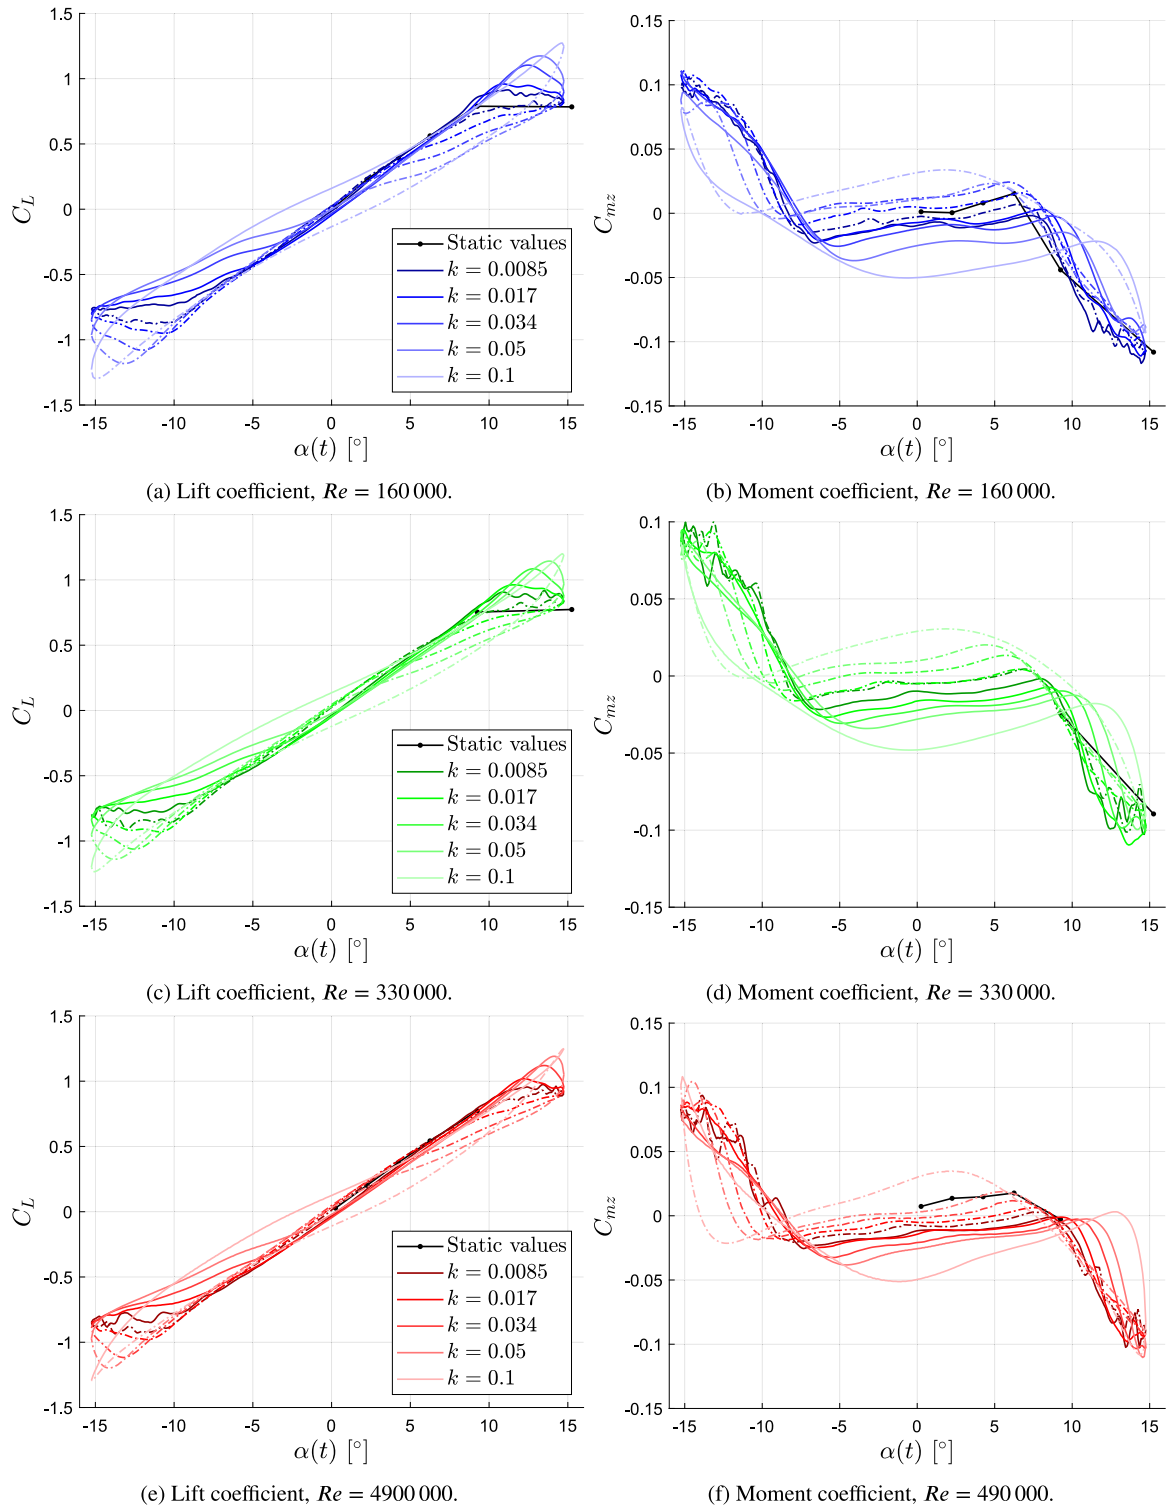 1.5
1
0.5
0
-0.5
-1
-1.5
C_L
-15 -10 -5 0 5 10 15
α(t) [°]
Static values
k = 0.0085
k = 0.017
k = 0.034
k = 0.05
k = 0.1
(a) Lift coefficient, Re = 160 000.
0.15
0.1
0.05
0
-0.05
-0.1
-0.15
C_mz
-15 -10 -5 0 5 10 15
α(t) [°]
(b) Moment coefficient, Re = 160 000.
1.5
1
0.5
0
-0.5
-1
-1.5
C_L
-15 -10 -5 0 5 10 15
α(t) [°]
Static values
k = 0.0085
k = 0.017
k = 0.034
k = 0.05
k = 0.1
(c) Lift coefficient, Re = 330 000.
0.1
0.05
0
-0.05
-0.1
-0.15
C_mz
-15 -10 -5 0 5 10 15
α(t) [°]
(d) Moment coefficient, Re = 330 000.
1.5
1
0.5
0
-0.5
-1
-1.5
C_L
-15 -10 -5 0 5 10 15
α(t) [°]
Static values
k = 0.0085
k = 0.017
k = 0.034
k = 0.05
k = 0.1
(e) Lift coefficient, Re = 4900 000.
0.15
0.1
0.05
0
-0.05
-0.1
-0.15
C_mz
-15 -10 -5 0 5 10 15
α(t) [°]
(f) Moment coefficient, Re = 490 000.